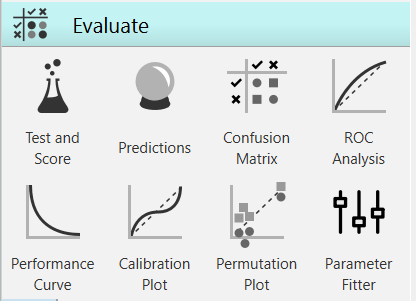 Evaluate
Test and
Score
Predictions
Confusion
Matrix
ROC
Analysis
Performance
Curve
Calibration
Plot
Permutation
Plot
Parameter
Fitter